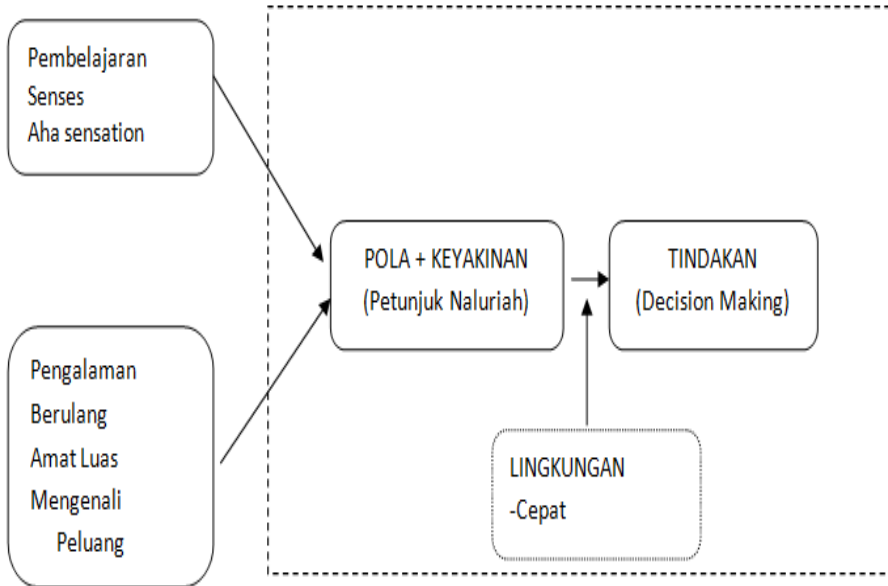 Pembelajaran
Senses
Aha sensation
POLA + KEYAKINAN
(Petunjuk Naluriah)
TINDAKAN
(Decision Making)
Pengalaman
Berulang
Amat Luas
Mengenali
Peluang
LINGKUNGAN
-Cepat